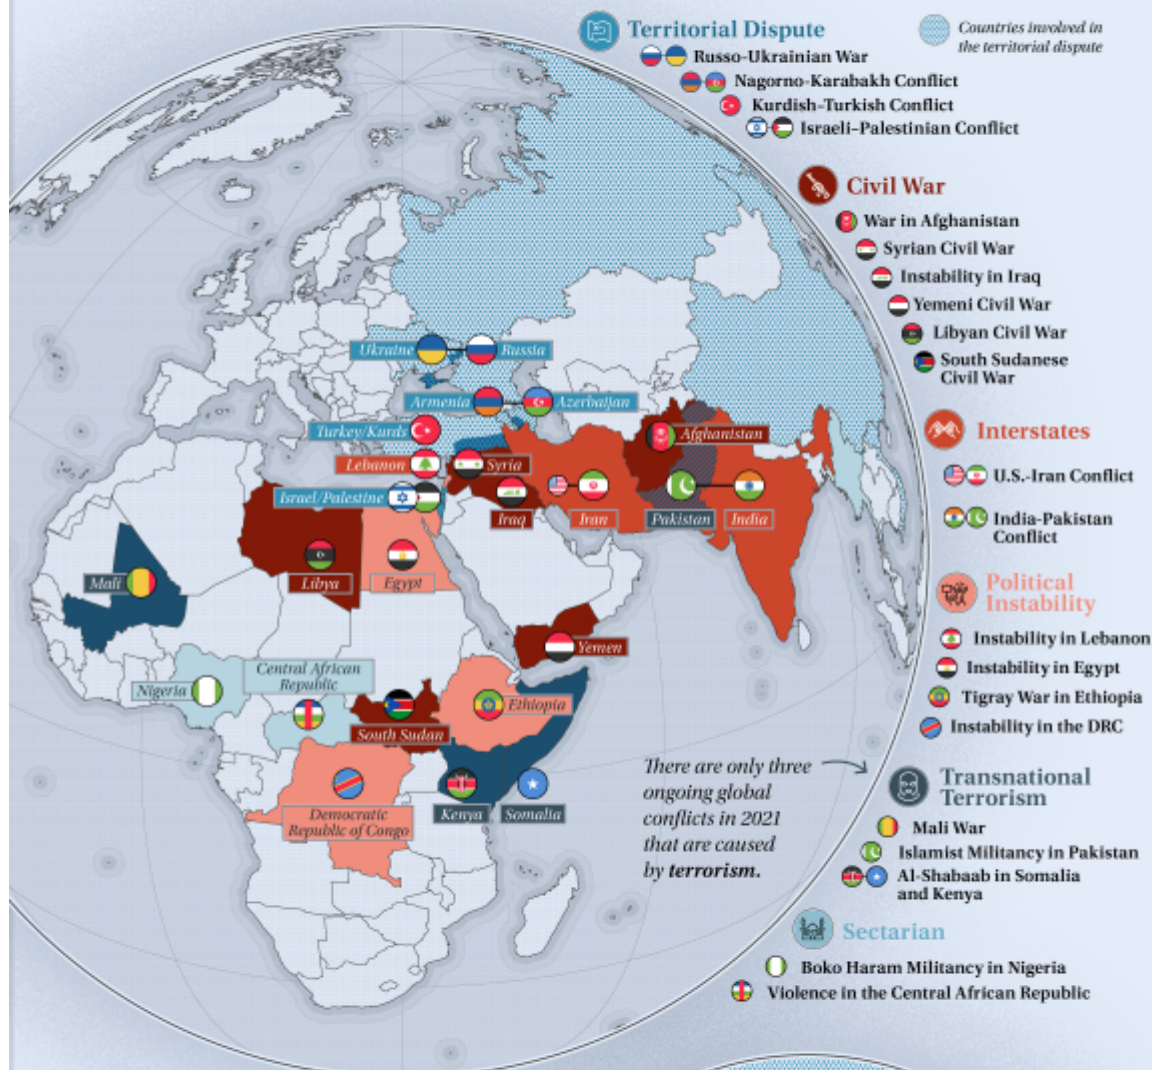 Territorial Dispute
Countries involved in
the territorial dispute
Russo-Ukrainian War
Nagorno-Karabakh Conflict
Kurdish-Turkish Conflict
Israeli-Palestinian Conflict
Civil War
War in Afghanistan
Syrian Civil War
Instability in Iraq
Yemeni Civil War
Libyan Civil War
South Sudanese
Civil War
Interstates
U.S.-Iran Conflict
India-Pakistan
Conflict
Political
Instability
Instability in Lebanon
Instability in Egypt
Tigray War in Ethiopia
Instability in the DRC
Transnational
Terrorism
Mali War
Islamist Militancy in Pakistan
Al-Shabaab in Somalia
and Kenya
Sectarian
Boko Haram Militancy in Nigeria
Violence in the Central African Republic
Ukraine
Russia
Armenia
Azerbaijan
Turkey/Kurds
Afghanistan
Lebanon
Syria
Israel/Palestine
Iraq
Iran
Pakistan
India
Mali
Libya
Egypt
Yemen
Central African
Republic
Nigeria
Ethiopia
South Sudan
Democratic
Republic of Congo
Kenya
Somalia
There are only three
ongoing global
conflicts in 2021
that are caused
by terrorism.